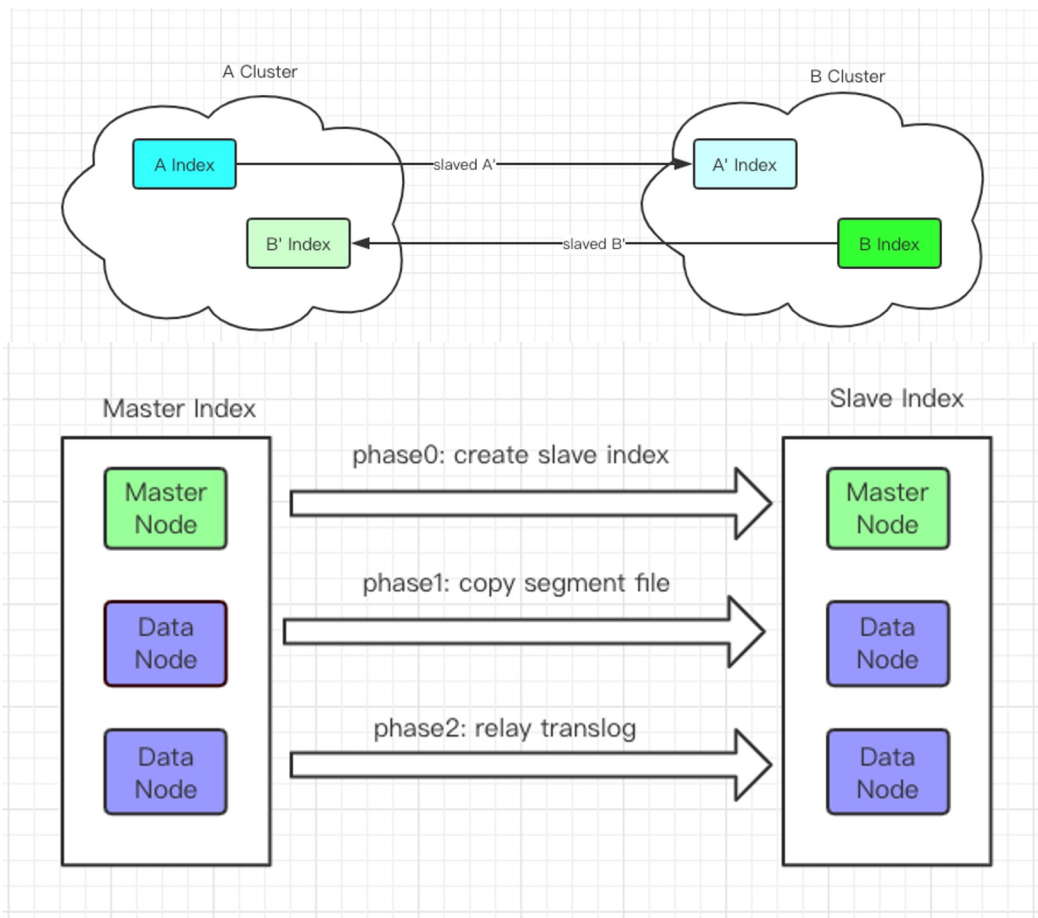 A Cluster
B Cluster
A Index
slaved A'
A' Index
B' Index
slaved B'
B Index
Master Index
Slave Index
phase0: create slave index
Master
Node
Master
Node
phase1: copy segment file
Data
Node
Data
Node
phase2: relay translog
Data
Node
Data
Node